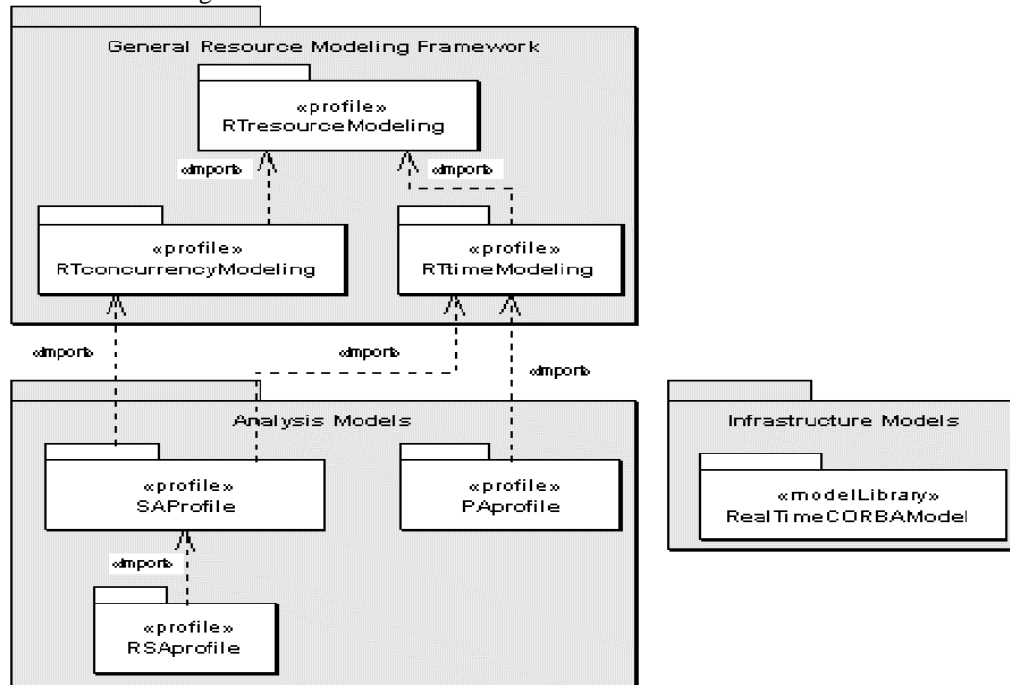 General Resource Modeling Framework
«profile»
RTresourceModeling
«import»
«import»
«profile»
RTconcurrencyModeling
«profile»
RTtimeModeling
«import»
«import»
«import»
Analysis Models
«profile»
SAProfile
«profile»
PAprofile
«import»
«profile»
RSAprofile
Infrastructure Models
«modelLibrary»
RealTimeCORBAModel